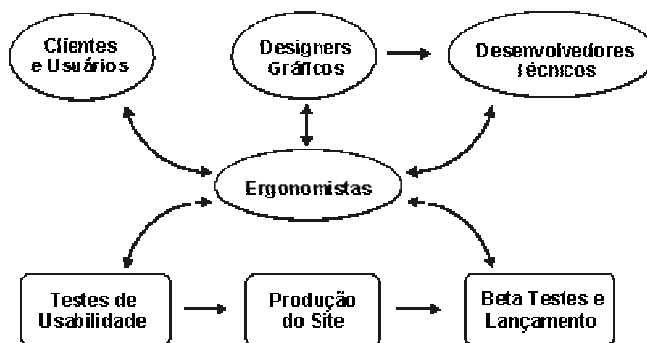 Clientes
e Usuários
Designers
Gráficos
Desenvolvedores
Técnicos
Ergonomistas
Testes de
Usabilidade
Produção
do Site
Beta Testes e
Lançamento